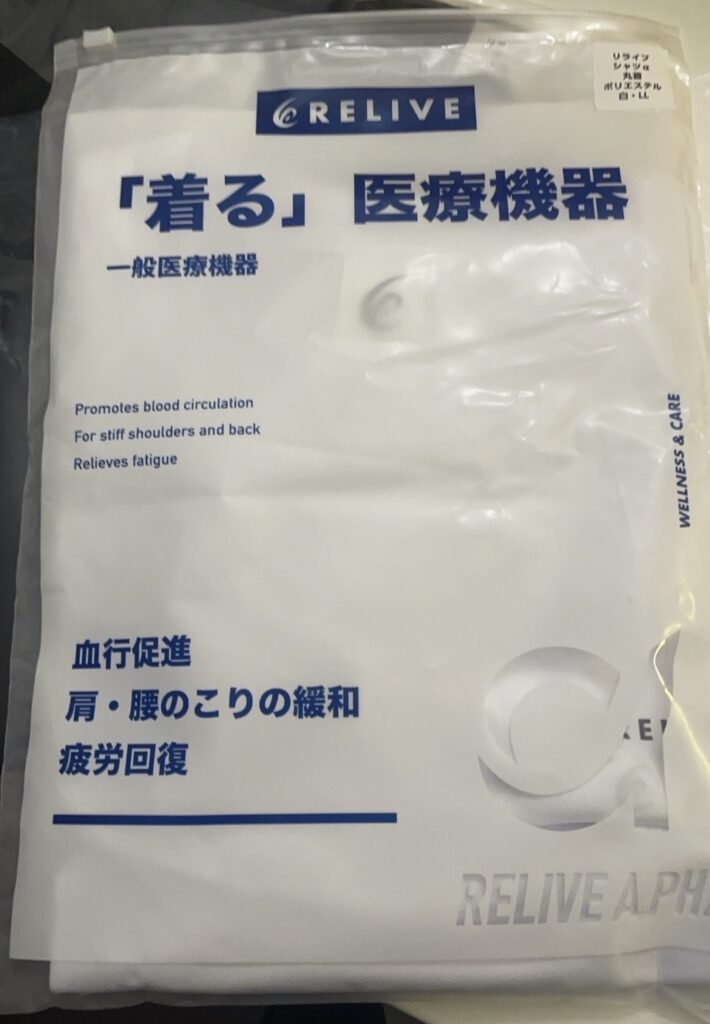 リライブ
シャツα
丸首
ポリエステル
白・LL
RELIVE
「着る」医療機器
一般医療機器
Promotes blood circulation
For stiff shoulders and back
Relieves fatigue
WELLNESS & CARE
血行促進
肩・腰のこりの緩和
疲労回復
RELIVE